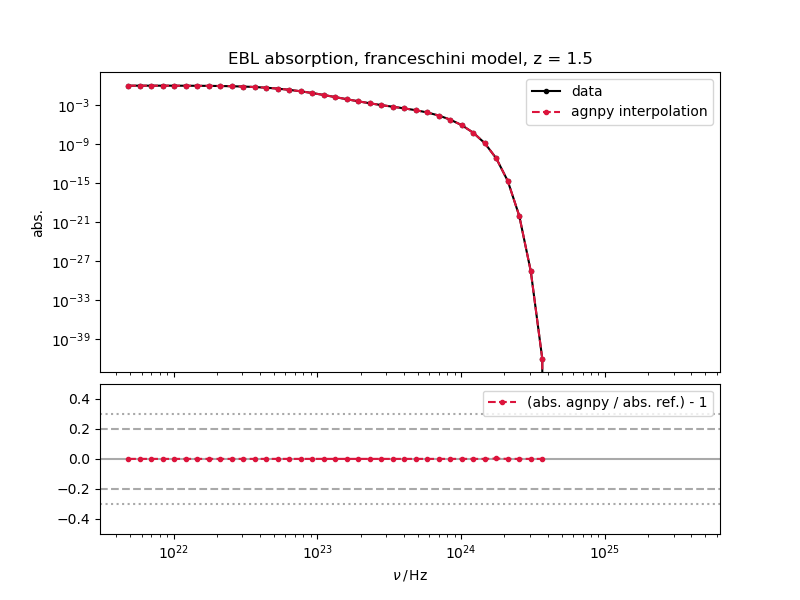 EBL absorption, franceschini model, z = 1.5
data
agnpy interpolation
10⁻³
10⁻⁹
10⁻¹⁵
10⁻²¹
10⁻²⁷
10⁻³³
10⁻³⁹
abs.
(abs. agnpy / abs. ref.) - 1
0.4
0.2
0.0
−0.2
−0.4
10²² 10²³ 10²⁴ 10²⁵
ν / Hz